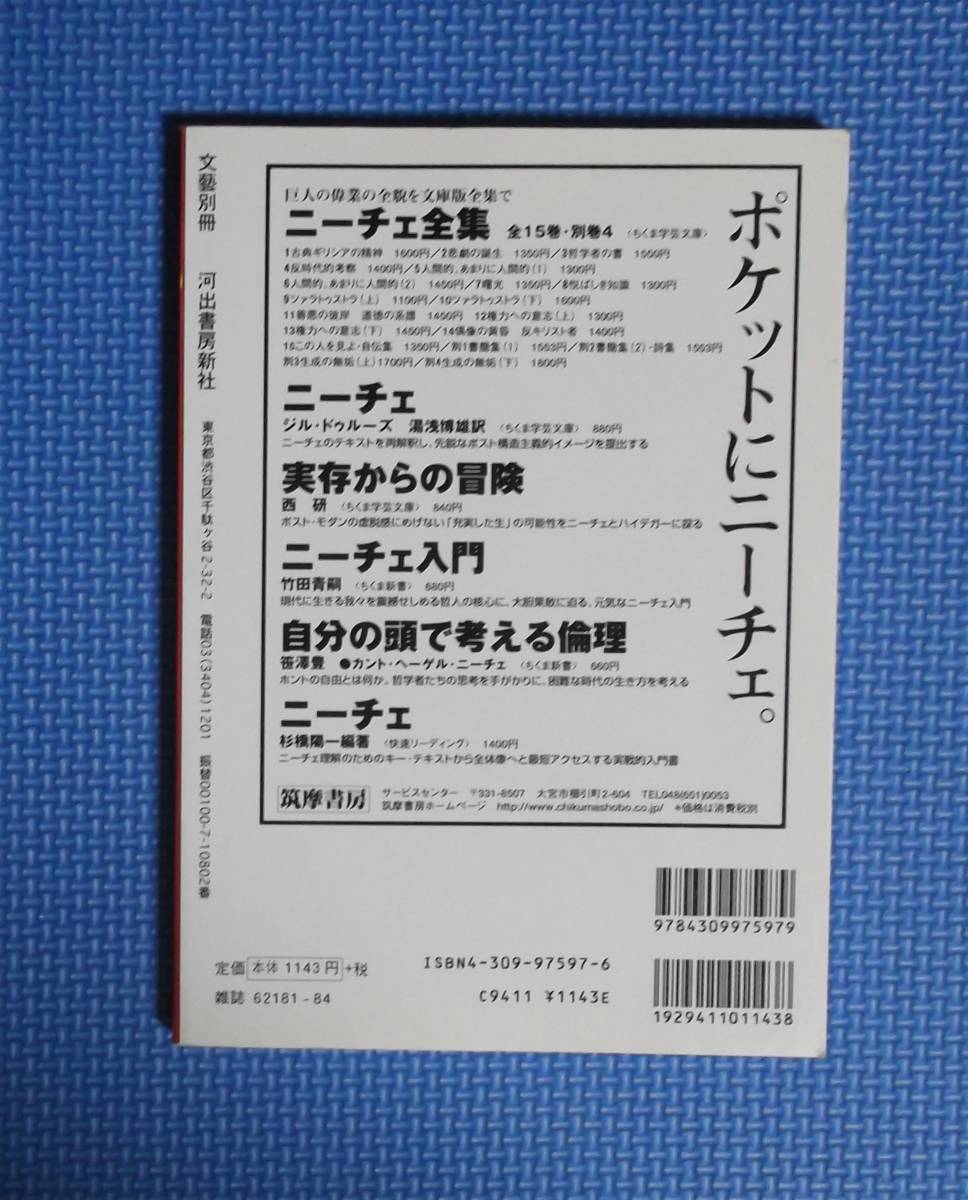 ポケットにニーチェ。
巨人の偉業の全貌を文庫版全集で
ニーチェ全集 全15巻・別巻4 〈ちくま学芸文庫〉
1古典ギリシアの精神 1600円/2悲劇の誕生 1350円/3哲学者の書 1550円
4反時代的考察 1400円/5人間的、あまりに人間的(1) 1300円
6人間的、あまりに人間的(2) 1450円/7曙光 1350円/8悦ばしき知識 1300円
9ツァラトゥストラ(上) 1100円/10ツァラトゥストラ(下) 1600円
11善悪の彼岸 道徳の系譜 1450円 12権力への意志(上) 1300円
13権力への意志(下) 1450円/14偶像の黄昏 反キリスト者 1400円
15この人を見よ・自伝集 1350円/別1書簡集(1) 1553円/別2書簡集(2)・詩集 1553円
別3生成の無垢(上)1700円/別4生成の無垢(下) 1800円
ニーチェ
ジル・ドゥルーズ 湯浅博雄訳 〈ちくま学芸文庫〉 880円
ニーチェのテキストを再解釈し、先鋭なポスト構造主義的イメージを提出する
実存からの冒険
西 研 〈ちくま学芸文庫〉 840円
ポスト・モダンの虚脱感にめげない「充実した生」の可能性をニーチェとハイデガーに探る
ニーチェ入門
竹田青嗣 〈ちくま新書〉 680円
現代に生きる我々を震撼せしめる哲人の核心に、大胆果敢に迫る、元気なニーチェ入門
自分の頭で考える倫理
笹澤豊 ●カント・ヘーゲル・ニーチェ 〈ちくま新書〉 660円
ホントの自由とは何か。哲学者たちの思考を手がかりに、困難な時代の生き方を考える
ニーチェ
杉橋陽一編著 〈快速リーディング〉 1400円
ニーチェ理解のためのキー・テキストから全体像へと最短アクセスする実戦的入門書
筑摩書房 サービスセンター 〒331-8507 大宮市櫛引町2-604 TEL048(651)0053
筑摩書房ホームページ http://www.chikumashobo.co.jp/ *価格は消費税別
文藝別冊 河出書房新社 東京都渋谷区千駄ヶ谷2-32-2 電話03(3404)1201 振替00100-7-10802番
9784309975979
定価 本体1143円+税
ISBN4-309-97597-6
雑誌 62181-84
C9411 ¥1143E
1929411011438